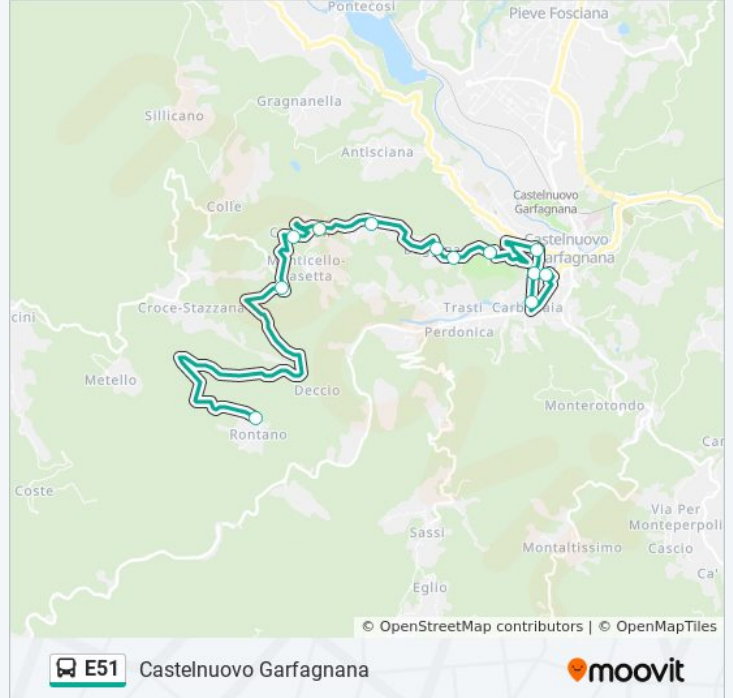 Pontecosi
Pieve Fosciana
Gragnanella
Sillicano
Antisciana
Castelnuovo
Garfagnana
Colle
Castelnuovo
Garfagnana
Monticello-
Croce-Stazzana
Trasti
Perdonica
Metello
Deccio
Monterotondo
Rontano
Coste
Via Per
Monteperpoli
Sassi
Montaltissimo
Cascio
Ca'
Eglio
© OpenStreetMap contributors | © OpenMapTiles
E51 Castelnuovo Garfagnana
moovit